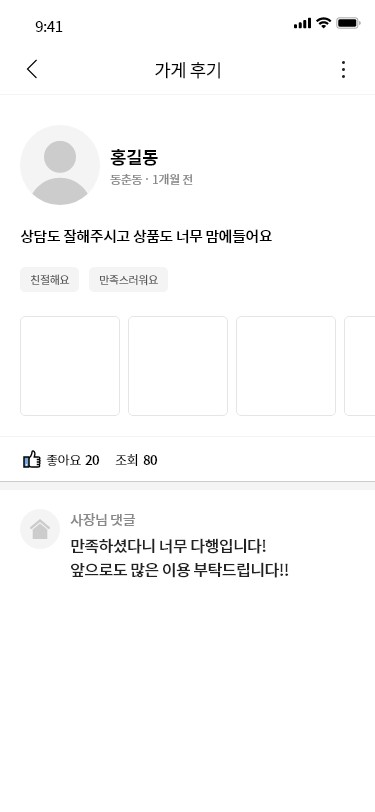 9:41
가게 후기
홍길동
동춘동 · 1개월 전
상담도 잘해주시고 상품도 너무 맘에들어요
친절해요 만족스러워요
좋아요 20 조회 80
사장님 댓글
만족하셨다니 너무 다행입니다!
앞으로도 많은 이용 부탁드립니다!!